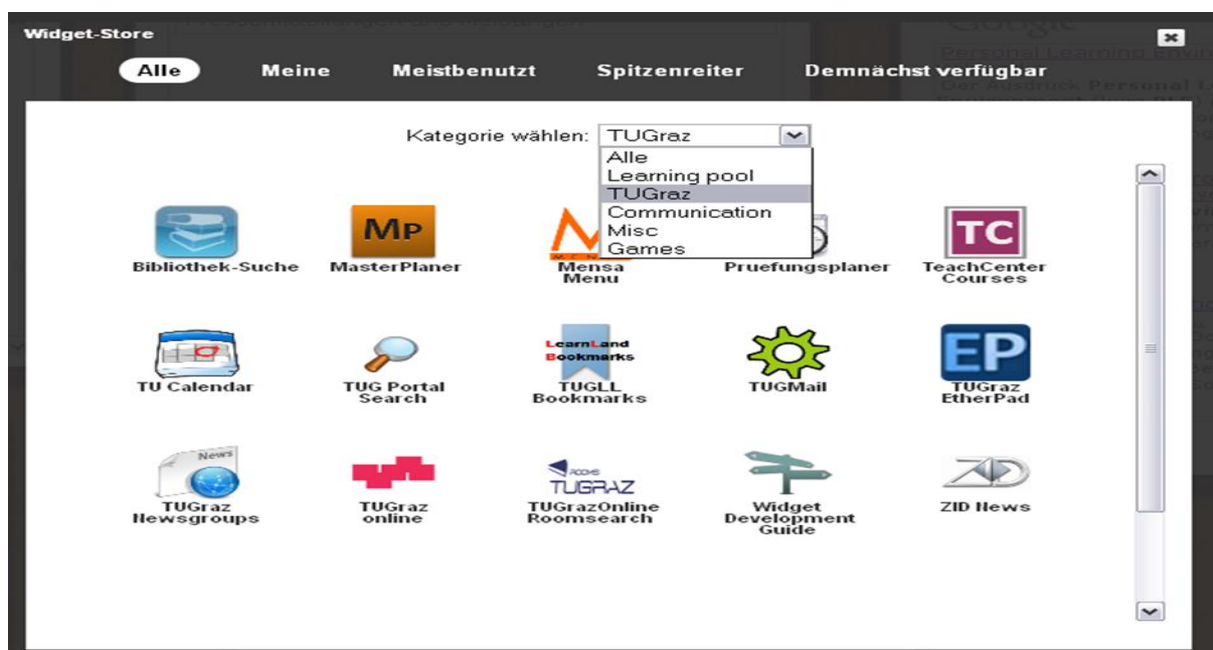 Widget-Store
Alle Meine Meistbenutzt Spitzenreiter Demnächst verfügbar
Kategorie wählen: TUGraz
Alle
Learning pool
TUGraz
Communication
Misc
Games
MP
TC
Bibliothek-Suche MasterPlaner Mensa Menu Pruefungsplaner TeachCenter Courses
LearnLand
Bookmarks
EP
TU Calendar TUG Portal Search TUGLL Bookmarks TUGMail TUGraz EtherPad
News
ROOMS
TUGRAZ
ZID
TUGraz Newsgroups TUGraz online TUGrazOnline Roomsearch Widget Development Guide ZID News